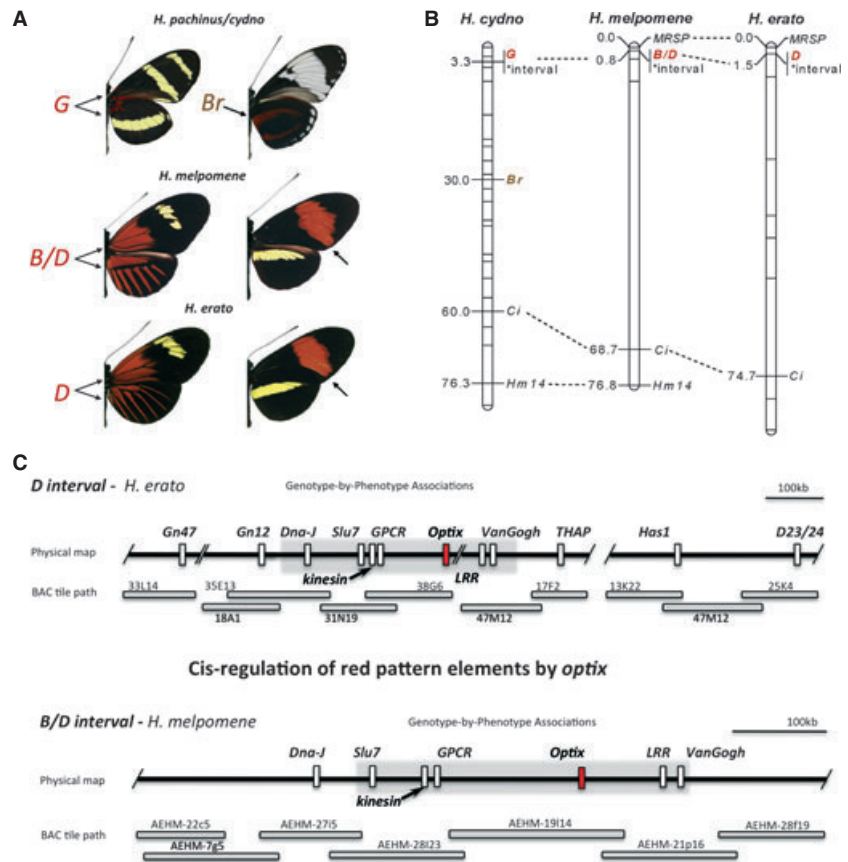 A
H. pachinus/cydno
G
Br
H. melpomene
B/D
H. erato
D
B
H. cydno
H. melpomene
H. erato
3.3
G
*interval
30.0
Br
60.0
Ci
76.3
Hm14
0.0
MRSP
0.8
B/D
*interval
68.7
Ci
76.8
Hm14
0.0
MRSP
1.5
D
*interval
74.7
Ci
C
D interval - H. erato
Genotype-by-Phenotype Associations
100kb
Gn47 Gn12 Dna-J Slu7 GPCR Optix VanGogh THAP Has1 D23/24
Physical map
kinesin LRR
BAC tile path
33L14 35E13 38G6 17F2 13K22 25K4
18A1 31N19 47M12 47M12
Cis-regulation of red pattern elements by optix
B/D interval - H. melpomene
Genotype-by-Phenotype Associations
100kb
Dna-J Slu7 GPCR Optix LRR VanGogh
Physical map
kinesin
BAC tile path
AEHM-22c5 AEHM-27i5 AEHM-19l14 AEHM-28f19
AEHM-7g5 AEHM-28l23 AEHM-21p16